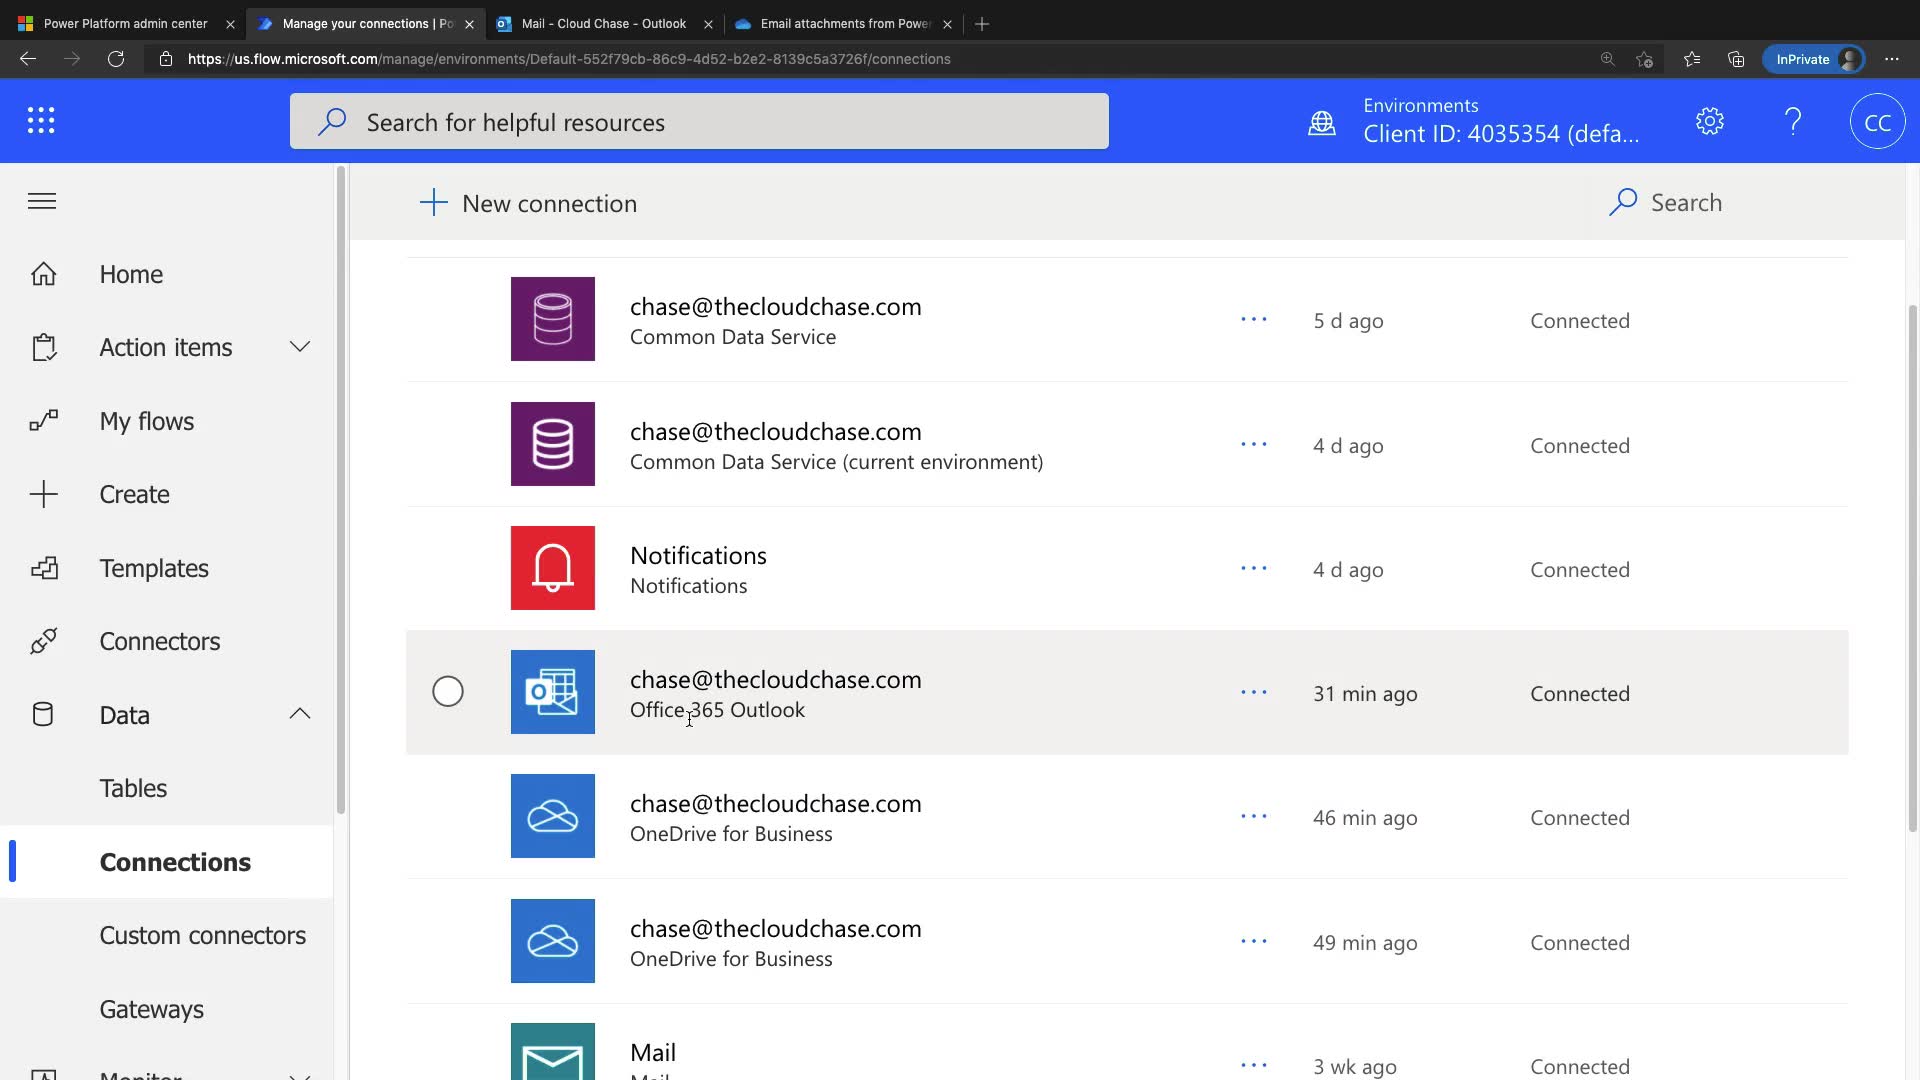 Power Platform admin center
Manage your connections | Po
Mail - Cloud Chase - Outlook
Email attachments from Power
https://us.flow.microsoft.com/manage/environments/Default-552f79cb-86c9-4d52-b2e2-8139c5a3726f/connections
InPrivate
Search for helpful resources
Environments
Client ID: 4035354 (defa...
?
CC
New connection
Search
Home
Action items
My flows
Create
Templates
Connectors
Data
Tables
Connections
Custom connectors
Gateways
Monitor
chase@thecloudchase.com
Common Data Service
5 d ago
Connected
chase@thecloudchase.com
Common Data Service (current environment)
4 d ago
Connected
Notifications
Notifications
4 d ago
Connected
chase@thecloudchase.com
Office 365 Outlook
31 min ago
Connected
chase@thecloudchase.com
OneDrive for Business
46 min ago
Connected
chase@thecloudchase.com
OneDrive for Business
49 min ago
Connected
Mail
Mail
3 wk ago
Connected